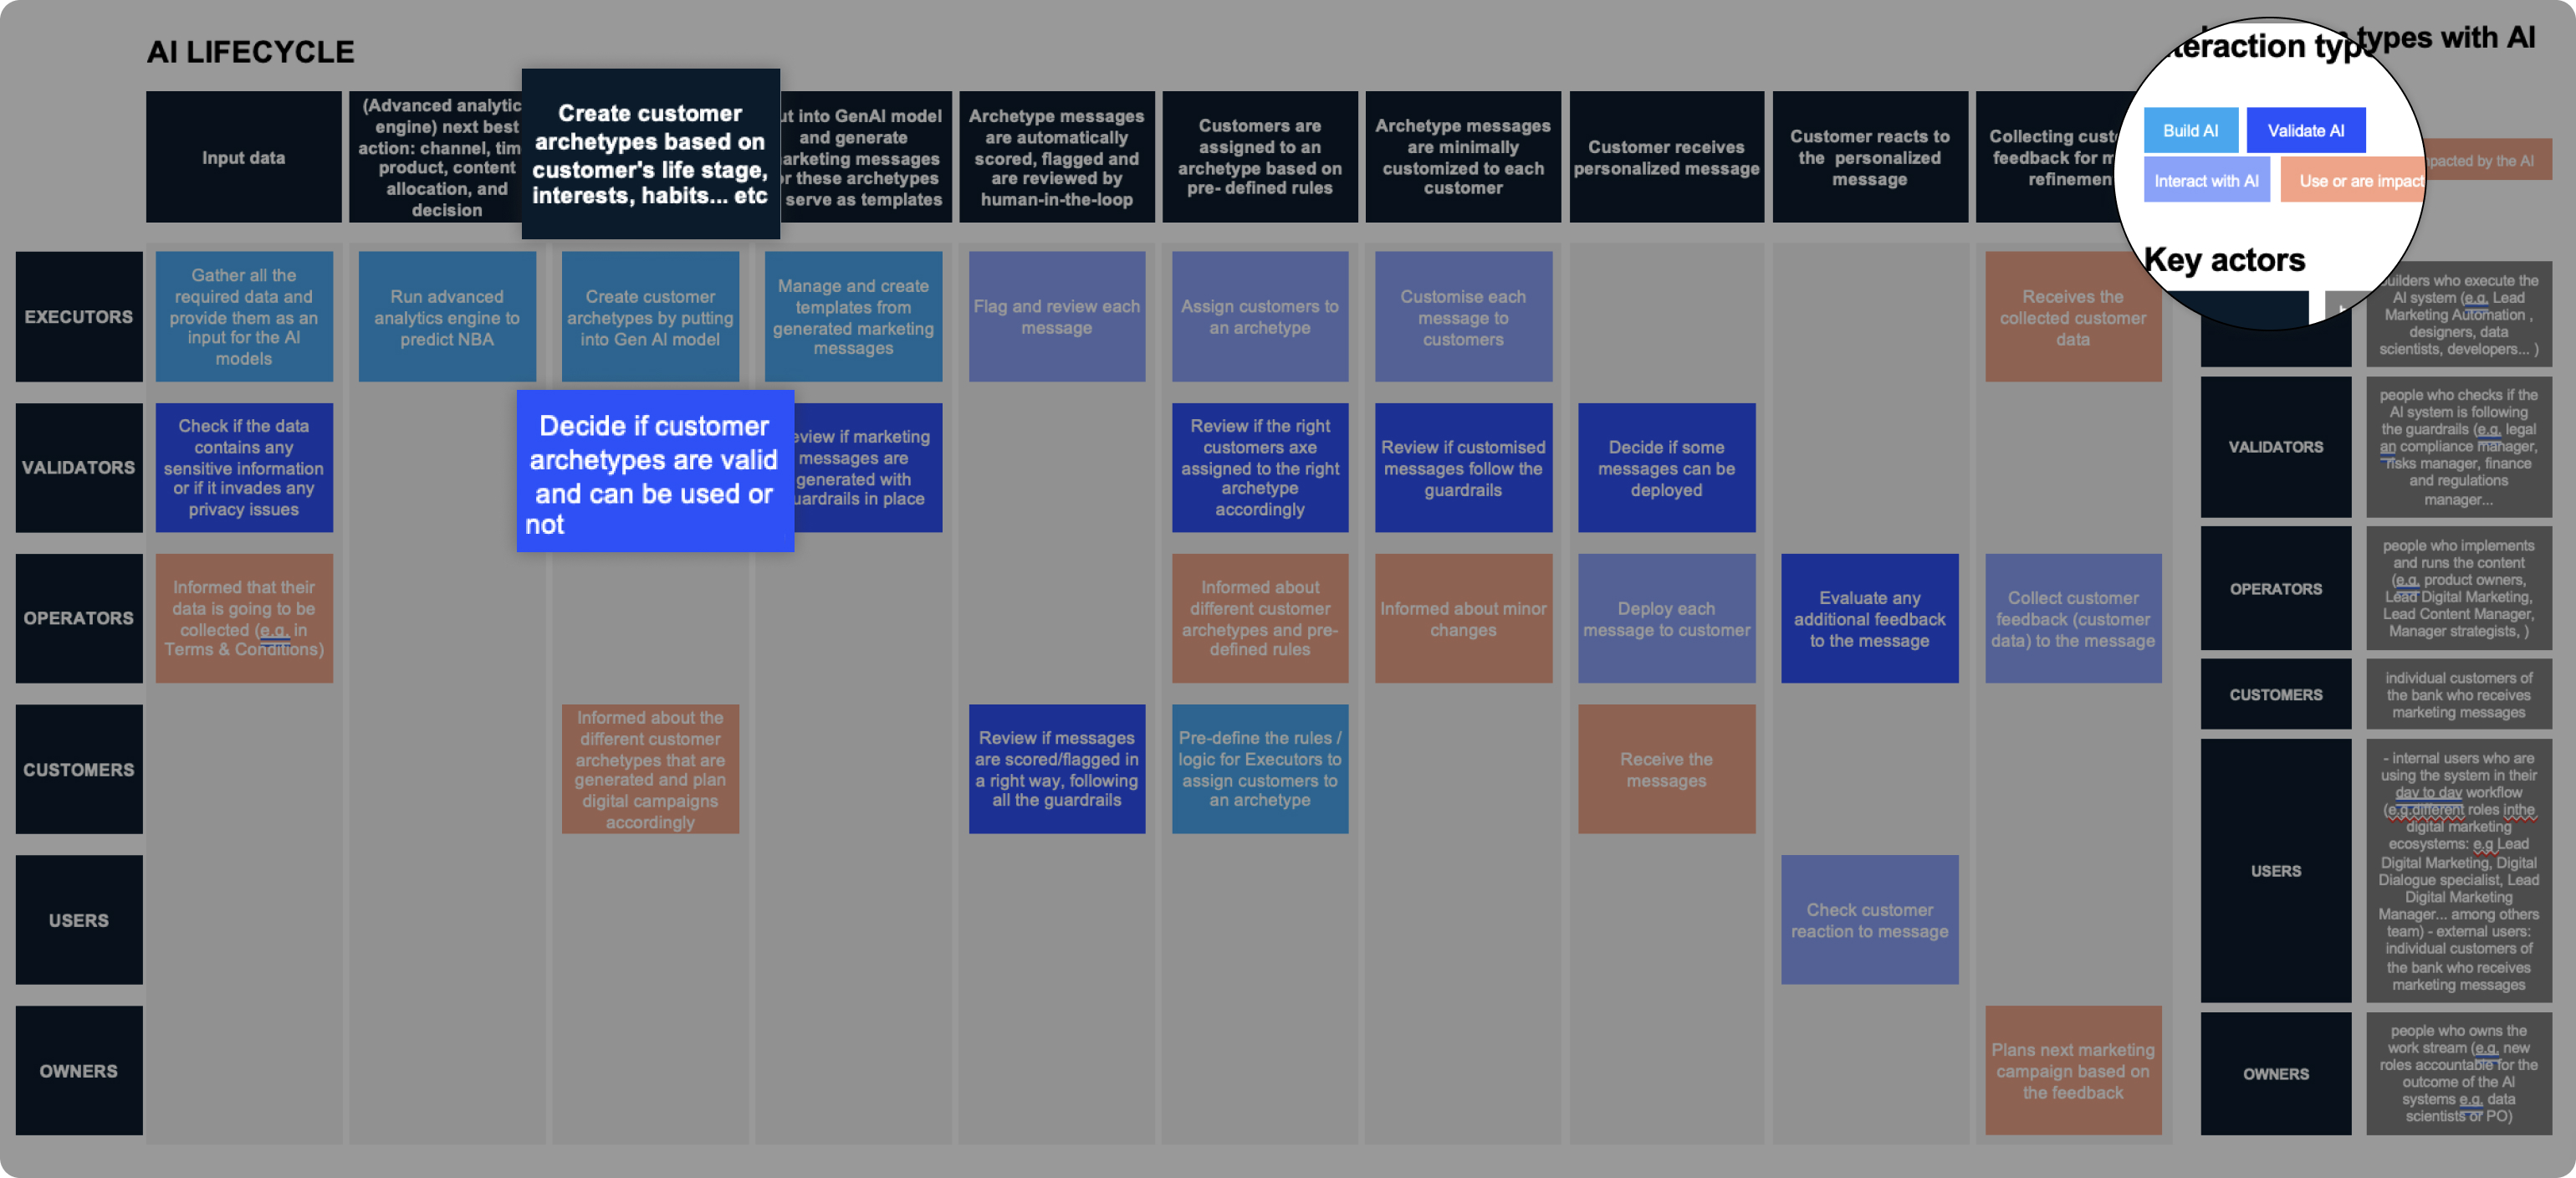 AI LIFECYCLE
Input data
(Advanced analytic
engine) next best
action: channel, tim
product, content
allocation, and
decision
Create customer
archetypes based on
customer's life stage,
interests, habits... etc
ut into GenAI model
and generate
arketing messages
or these archetypes
serve as templates
Archetype messages
are automatically
scored, flagged and
are reviewed by
human-in-the-loop
Customers are
assigned to an
archetype based on
pre- defined rules
Archetype messages
are minimally
customized to each
customer
Customer receives
personalized message
Customer reacts to
the personalized
message
Collecting cust
feedback for m
refinemen
EXECUTORS
Gather all the
required data and
provide them as an
input for the AI
models
Run advanced
analytics engine to
predict NBA
Create customer
archetypes by putting
into Gen AI model
Manage and create
templates from
generated marketing
messages
Flag and review each
message
Assign customers to
an archetype
Customise each
message to
customers
Receives the
collected customer
data
VALIDATORS
Check if the data
contains any
sensitive information
or if it invades any
privacy issues
Decide if customer
archetypes are valid
and can be used or
not
eview if marketing
messages are
generated with
uardrails in place
Review if the right
customers axe
assigned to the right
archetype
accordingly
Review if customised
messages follow the
guardrails
Decide if some
messages can be
deployed
OPERATORS
Informed that their
data is going to be
collected (e.g. in
Terms & Conditions)
Informed about
different customer
archetypes and pre-
defined rules
Informed about minor
changes
Deploy each
message to customer
Evaluate any
additional feedback
to the message
Collect customer
feedback (customer
data) to the message
CUSTOMERS
Informed about the
different customer
archetypes that are
generated and plan
digital campaigns
accordingly
Review if messages
are scored/flagged in
a right way, following
all the guardrails
Pre-define the rules /
logic for Executors to
assign customers to
an archetype
Receive the
messages
USERS
Check customer
reaction to message
OWNERS
Plans next marketing
campaign based on
the feedback
teraction typ
types with AI
Build AI
Validate AI
Interact with AI
Use or are impact
pacted by the AI
Key actors
uilders who execute the
AI system (e.g. Lead
Marketing Automation ,
designers, data
scientists, developers... )
VALIDATORS
people who checks if the
AI system is following
the guardrails (e.g. legal
an compliance manager,
risks manager, finance
and regulations
manager...
OPERATORS
people who implements
and runs the content
(e.g. product owners,
Lead Digital Marketing,
Lead Content Manager,
Manager strategists, )
CUSTOMERS
individual customers of
the bank who receives
marketing messages
USERS
- internal users who are
using the system in their
day to day workflow
(e.g.different roles inthe
digital marketing
ecosystems: e.g Lead
Digital Marketing, Digital
Dialogue specialist, Lead
Digital Marketing
Manager... among others
team) - external users:
individual customers of
the bank who receives
marketing messages
OWNERS
people who owns the
work stream (e.g. new
roles accountable for the
outcome of the AI
systems e.g. data
scientists or PO)